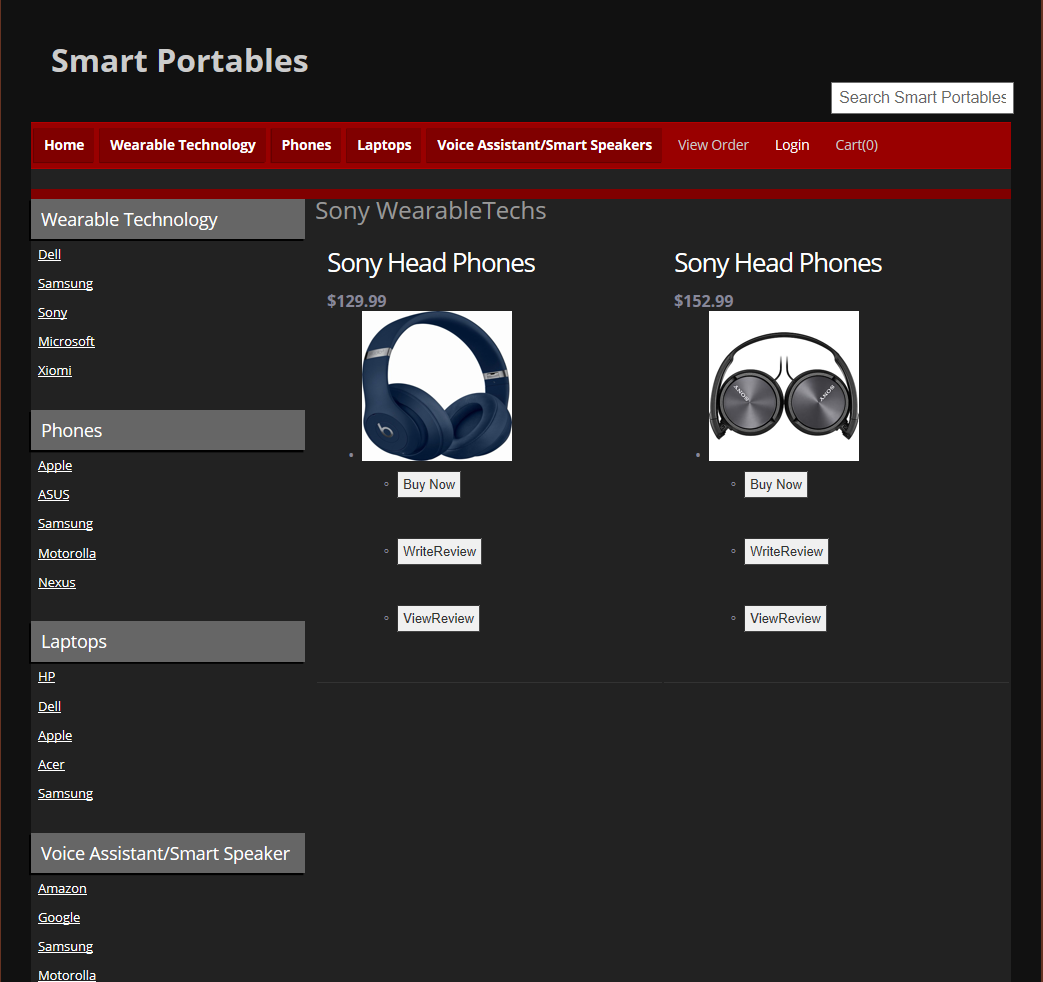 Smart Portables
Search Smart Portables
Home Wearable Technology Phones Laptops Voice Assistant/Smart Speakers View Order Login Cart(0)
Wearable Technology
Dell
Samsung
Sony
Microsoft
Xiomi
Phones
Apple
ASUS
Samsung
Motorolla
Nexus
Laptops
HP
Dell
Apple
Acer
Samsung
Voice Assistant/Smart Speaker
Amazon
Google
Samsung
Motorolla
Sony WearableTechs
Sony Head Phones
$129.99
b
Buy Now
WriteReview
ViewReview
Sony Head Phones
$152.99
SONY
SONY
Buy Now
WriteReview
ViewReview